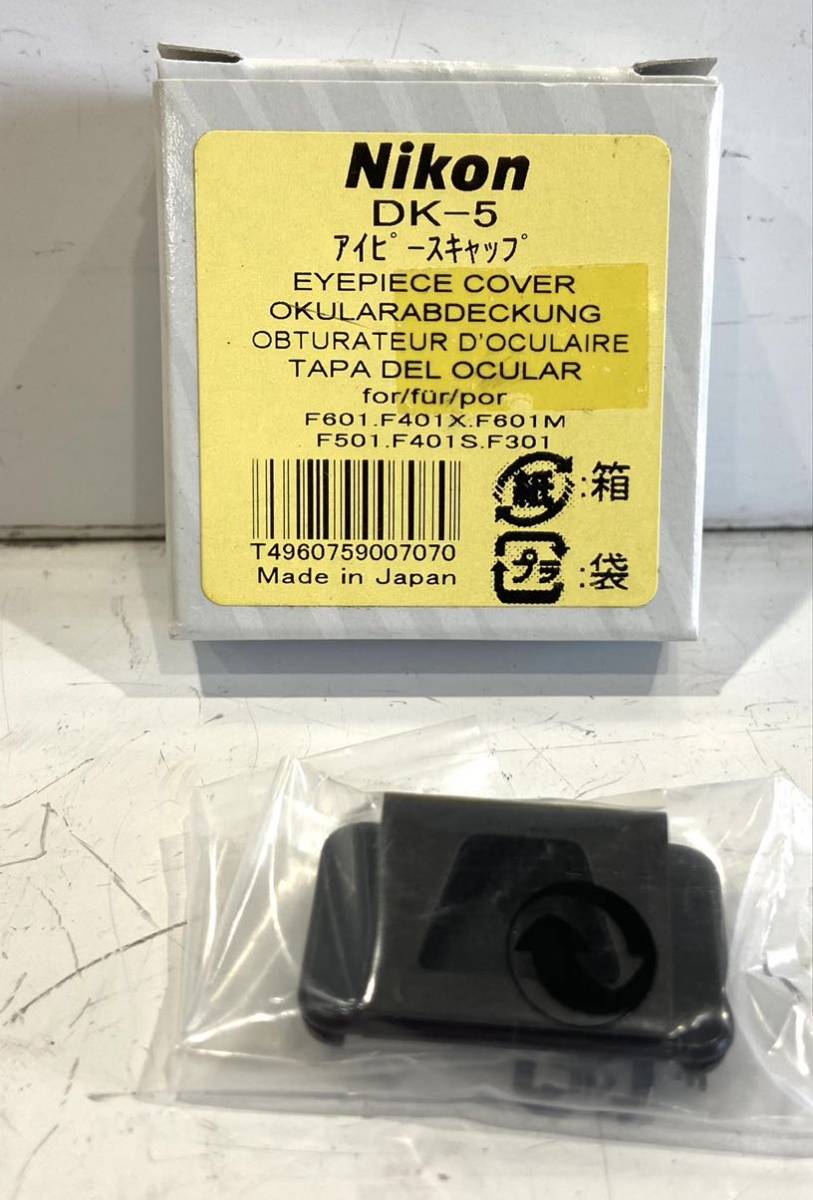 Nikon
DK-5
アイピースキャップ
EYEPIECE COVER
OKULARABDECKUNG
OBTURATEUR D'OCULAIRE
TAPA DEL OCULAR
for/für/por
F601.F401X.F601M
F501.F401S.F301
紙:箱
T4960759007070
プラ:袋
Made in Japan